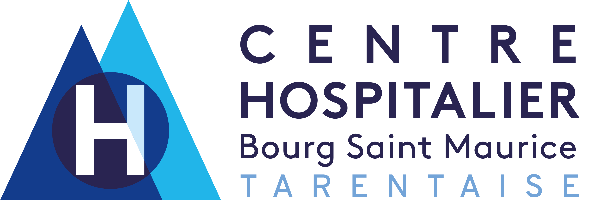 H
CENTRE
HOSPITALIER
Bourg Saint Maurice
TARENTAISE